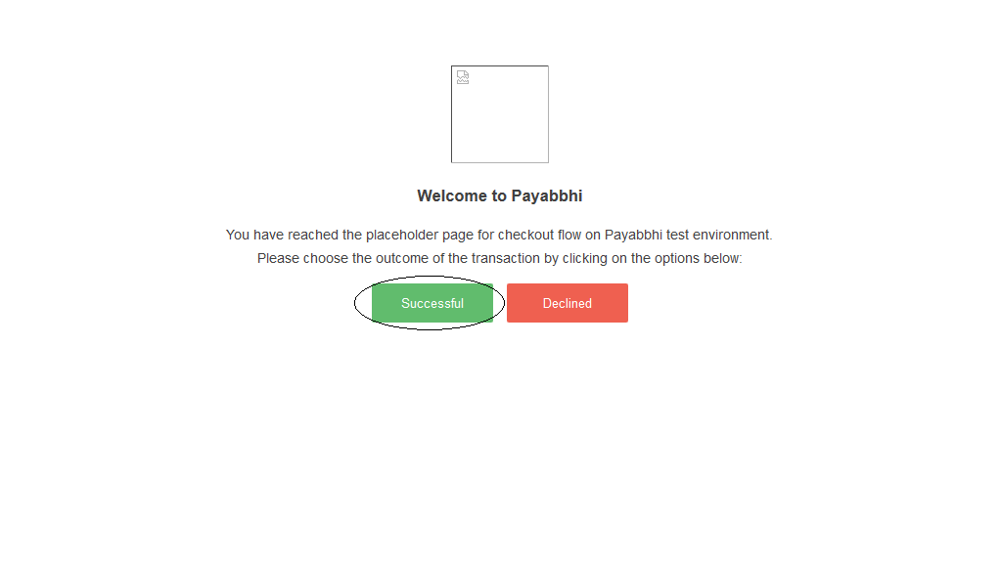 Welcome to Payabbhi
You have reached the placeholder page for checkout flow on Payabbhi test environment.
Please choose the outcome of the transaction by clicking on the options below:
Successful Declined